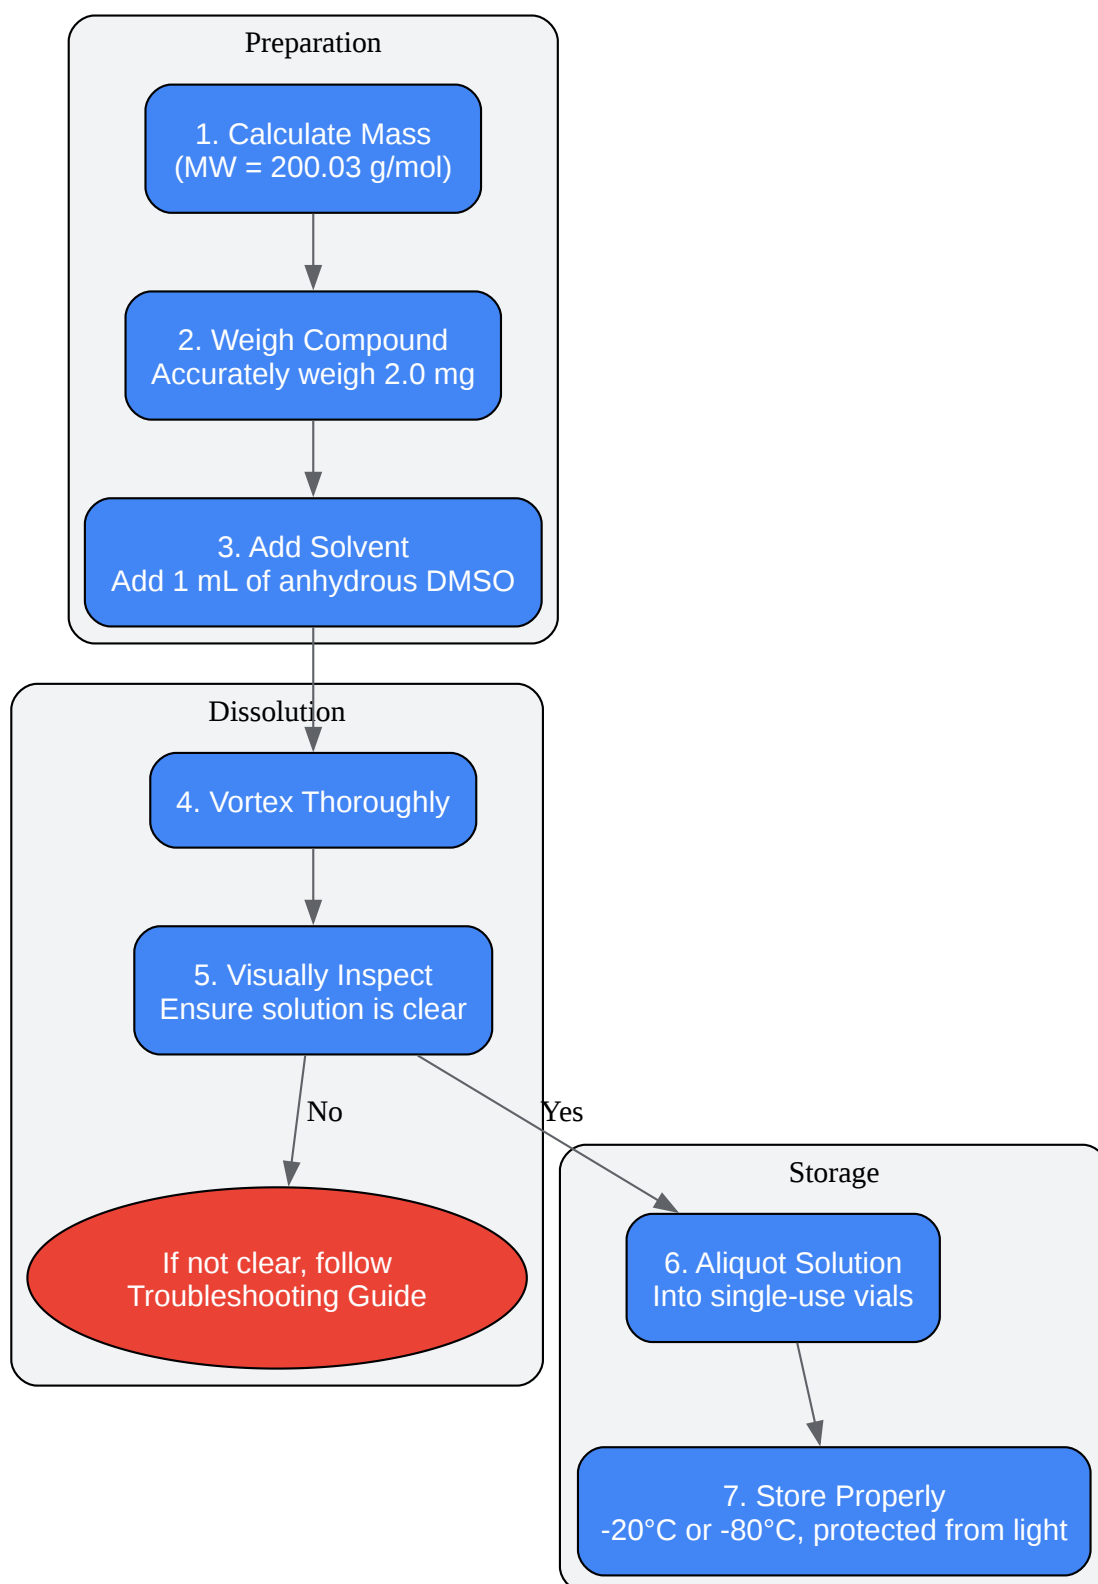 Preparation
1. Calculate Mass
(MW = 200.03 g/mol)
2. Weigh Compound
Accurately weigh 2.0 mg
3. Add Solvent
Add 1 mL of anhydrous DMSO
Dissolution
4. Vortex Thoroughly
5. Visually Inspect
Ensure solution is clear
No
Yes
If not clear, follow
Troubleshooting Guide
Storage
6. Aliquot Solution
Into single-use vials
7. Store Properly
-20°C or -80°C, protected from light